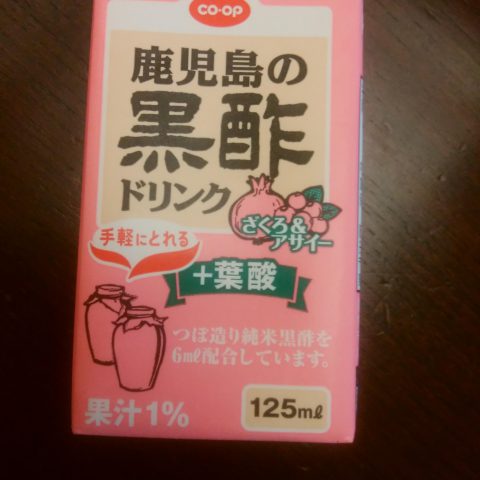 CO-OP
鹿児島の
黒酢
ドリンク
ざくろ&
アサイー
手軽にとれる
+葉酸
つぼ造り純米黒酢を
6㎖配合しています。
果汁1%
125㎖